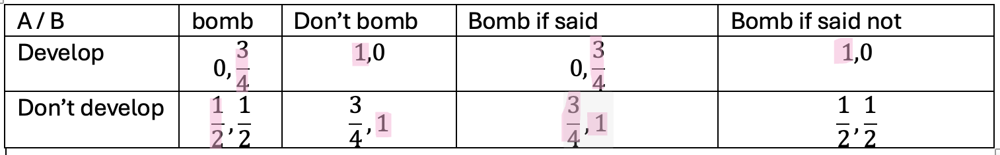 A / B bomb Don’t bomb Bomb if said Bomb if said not
Develop 0, 3/4 1,0 0, 3/4 1,0
Don’t develop 1/2, 1/2 3/4, 1 3/4, 1 1/2, 1/2